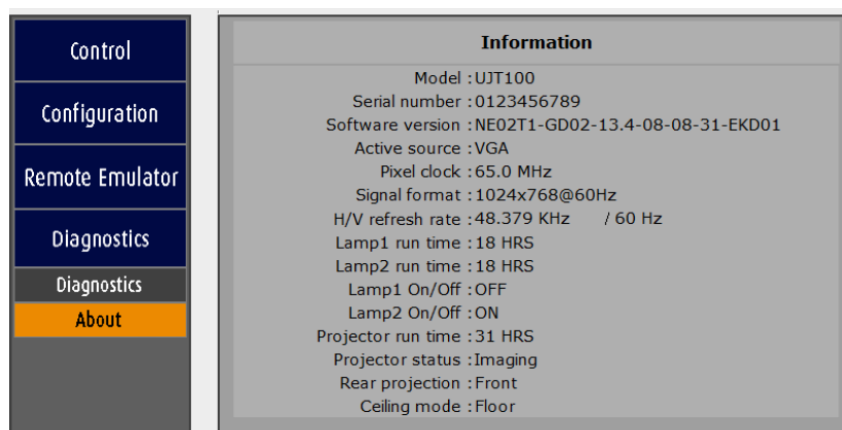 Control
Configuration
Remote Emulator
Diagnostics
Diagnostics
About
Information
Model :UJT100
Serial number :0123456789
Software version :NE02T1-GD02-13.4-08-08-31-EKD01
Active source :VGA
Pixel clock :65.0 MHz
Signal format :1024x768@60Hz
H/V refresh rate :48.379 KHz / 60 Hz
Lamp1 run time :18 HRS
Lamp2 run time :18 HRS
Lamp1 On/Off :OFF
Lamp2 On/Off :ON
Projector run time :31 HRS
Projector status :Imaging
Rear projection :Front
Ceiling mode :Floor